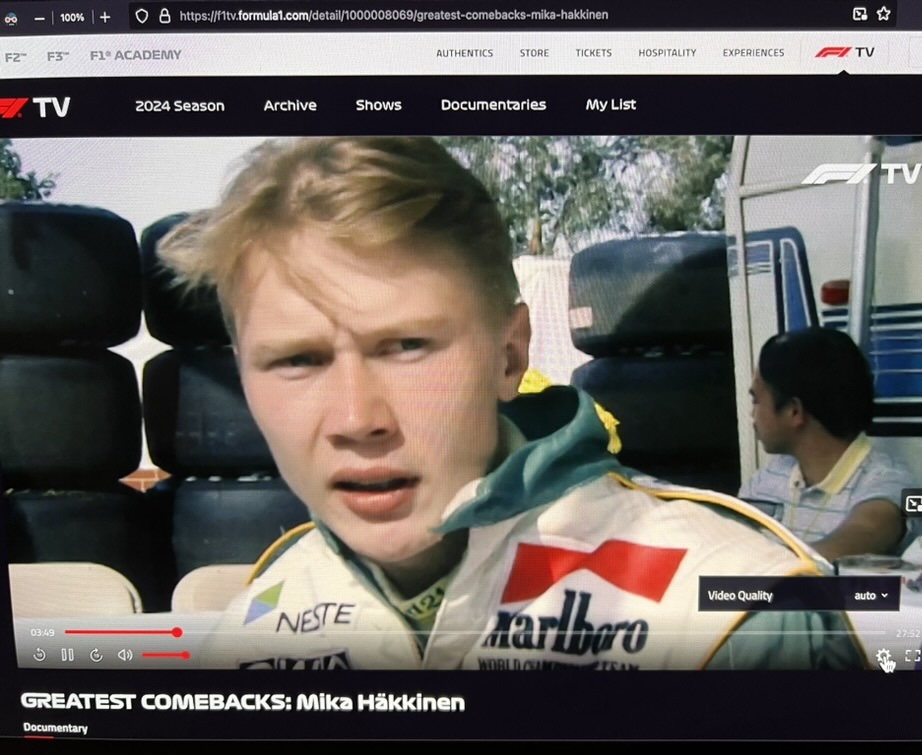 100%
https://f1tv.formula1.com/detail/1000008069/greatest-comebacks-mika-hakkinen
F2™ F3™ F1® ACADEMY AUTHENTICS STORE TICKETS HOSPITALITY EXPERIENCES F1 TV
F1 TV 2024 Season Archive Shows Documentaries My List
F1 TV
NESTE
Marlboro
WORLD CHAMPIONSHIP TEAM
Video Quality auto
03:49 27:52
GREATEST COMEBACKS: Mika Häkkinen
Documentary